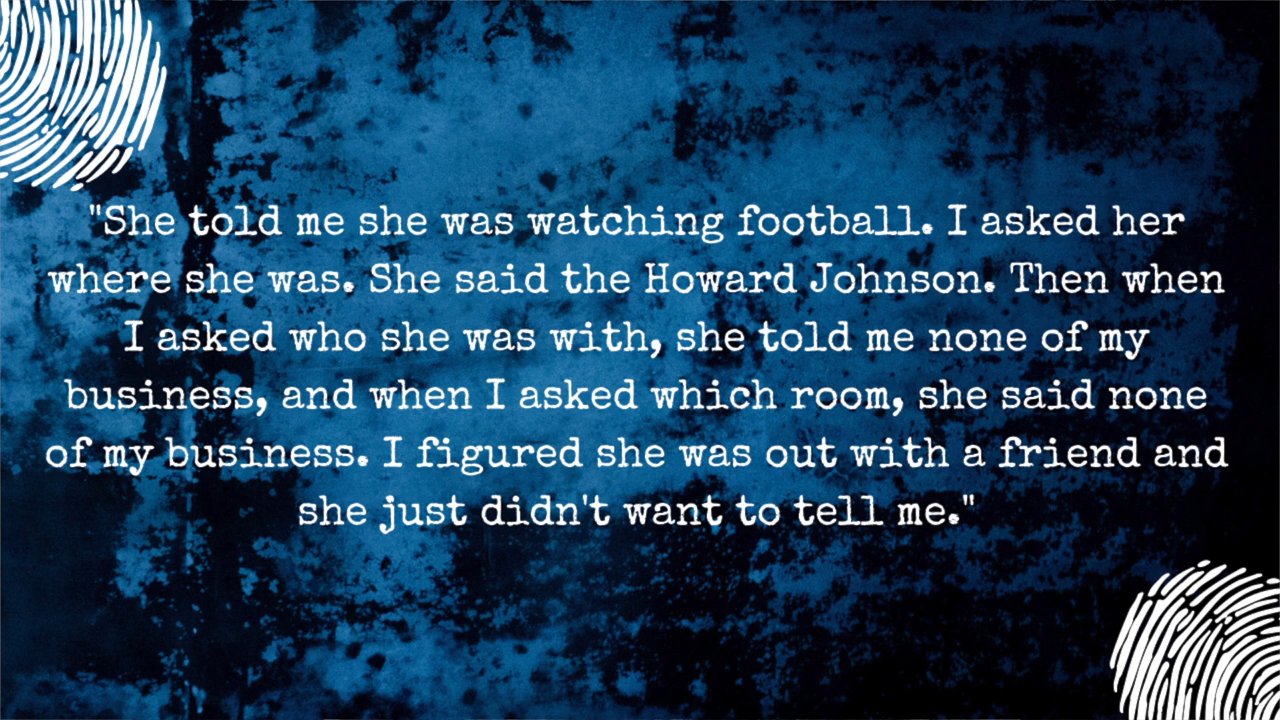 "She told me she was watching football. I asked her
where she was. She said the Howard Johnson. Then when
I asked who she was with, she told me none of my
business, and when I asked which room, she said none
of my business. I figured she was out with a friend and
she just didn't want to tell me."